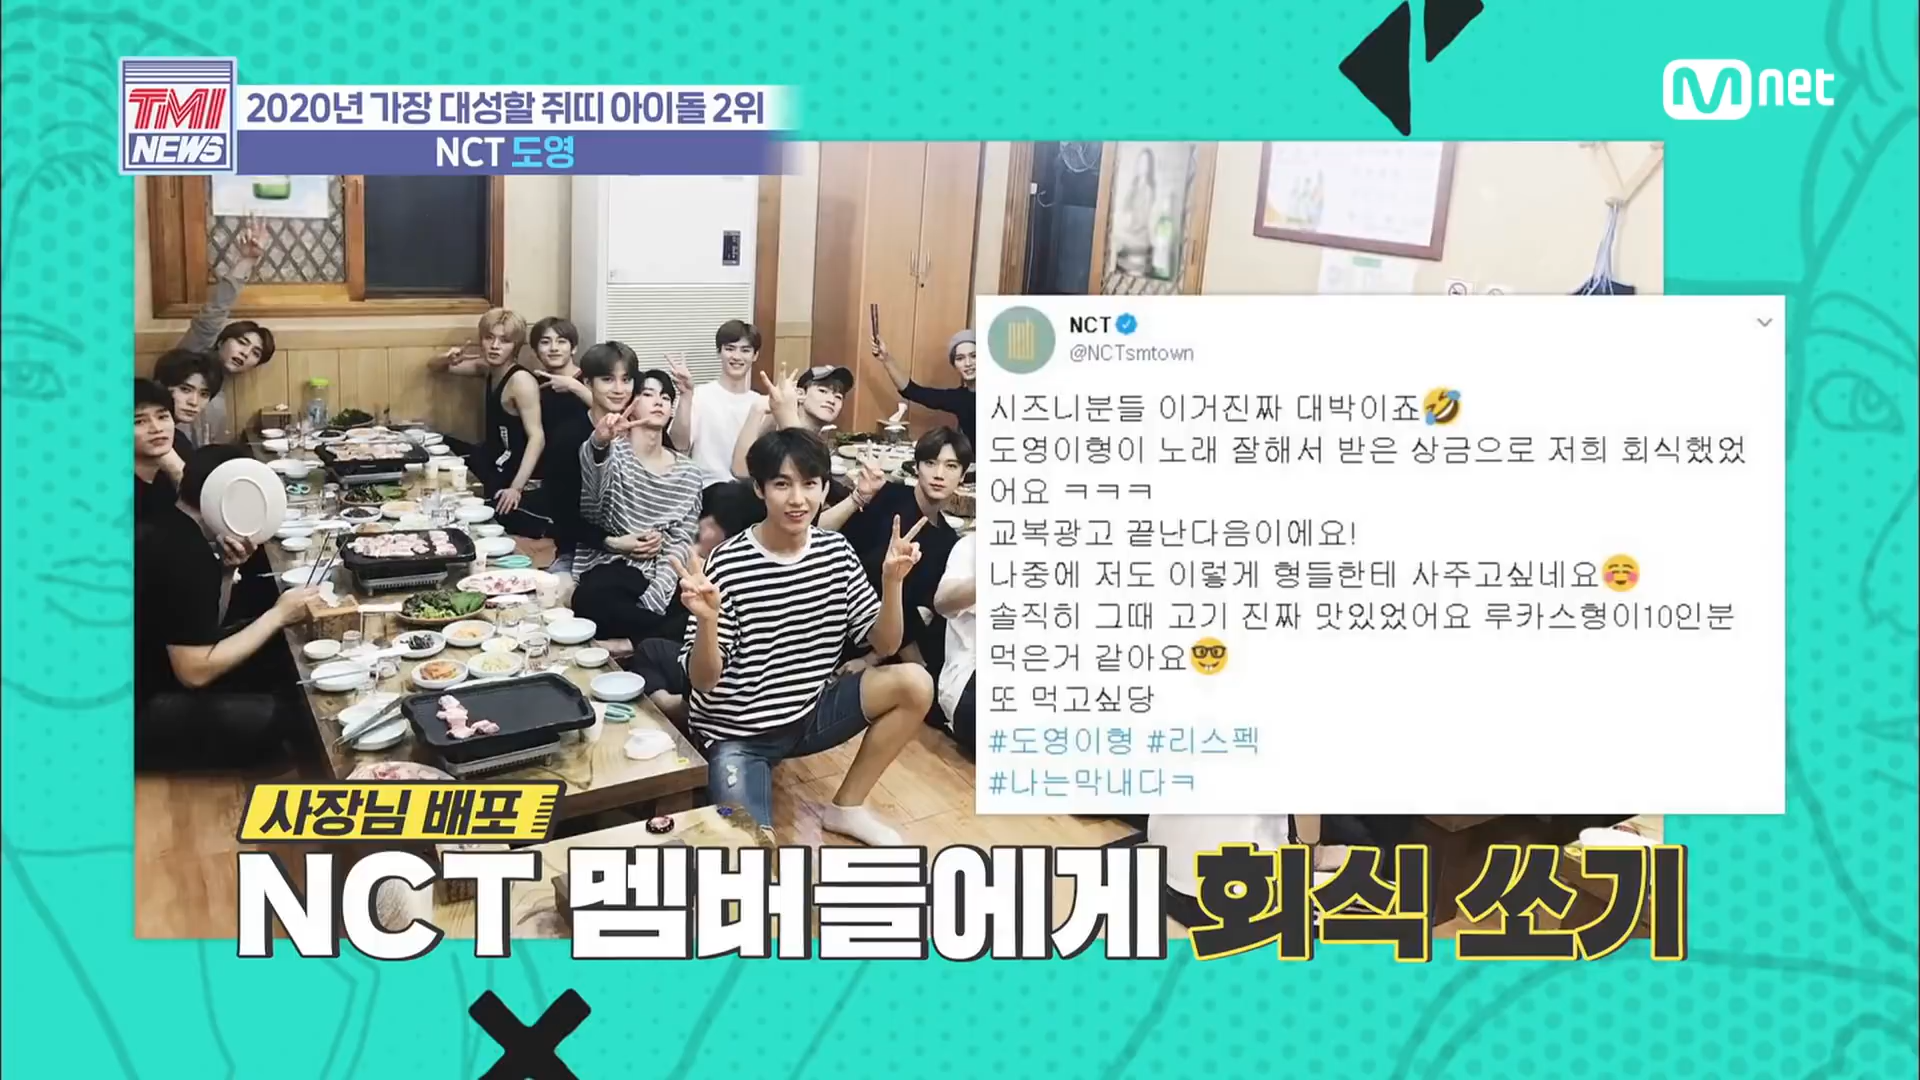 TMI
NEWS
2020년 가장 대성할 쥐띠 아이돌 2위
NCT 도영
Mnet
NCT
@NCTsmtown
시즈니분들 이거진짜 대박이죠🤣
도영이형이 노래 잘해서 받은 상금으로 저희 회식했었
어요 ㅋㅋㅋ
교복광고 끝난다음이에요!
나중에 저도 이렇게 형들한테 사주고싶네요☺️
솔직히 그때 고기 진짜 맛있었어요 루카스형이10인분
먹은거 같아요🤓
또 먹고싶당
#도영이형 #리스펙
#나는막내다ㅋ
사장님 배포
NCT 멤버들에게 회식 쏘기